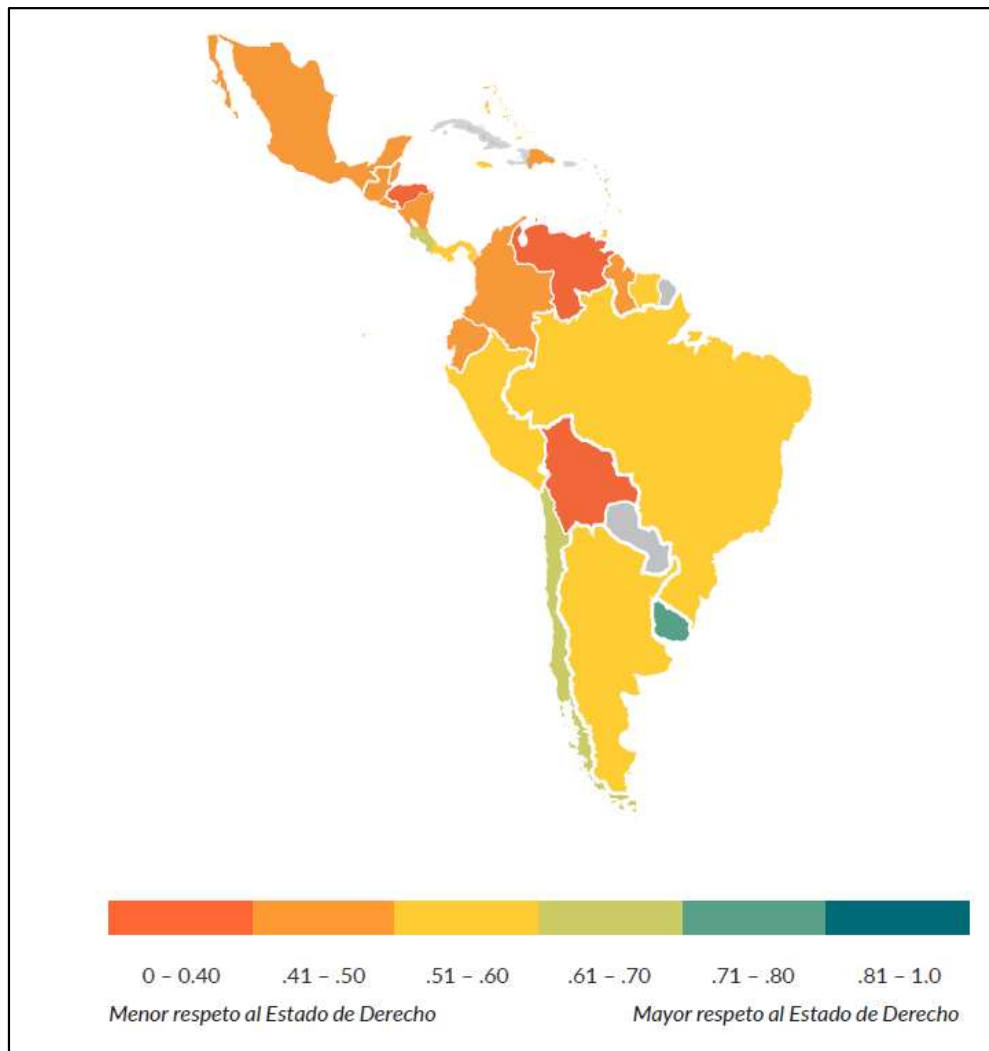 0 – 0.40 .41 – .50 .51 – .60 .61 – .70 .71 – .80 .81 – 1.0
Menor respeto al Estado de Derecho Mayor respeto al Estado de Derecho